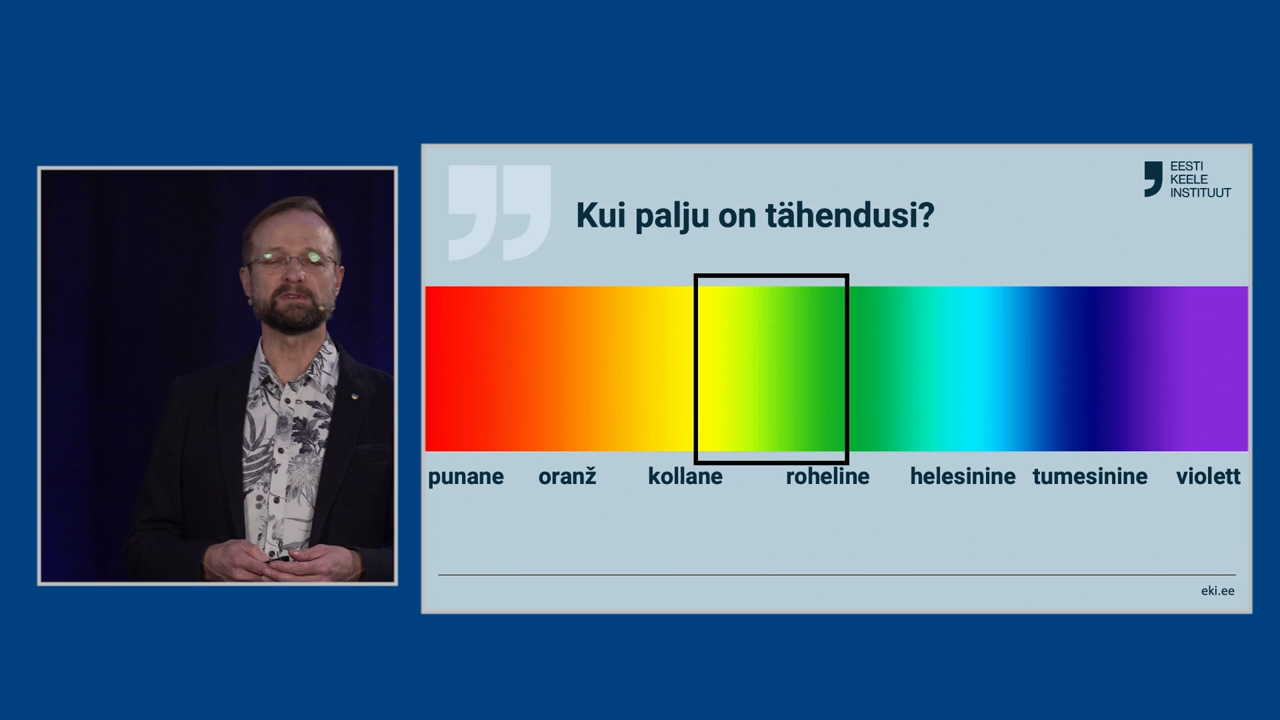 EESTI
KEELE
INSTITUUT
Kui palju on tähendusi?
punane oranž kollane roheline helesinine tumesinine violett
eki.ee